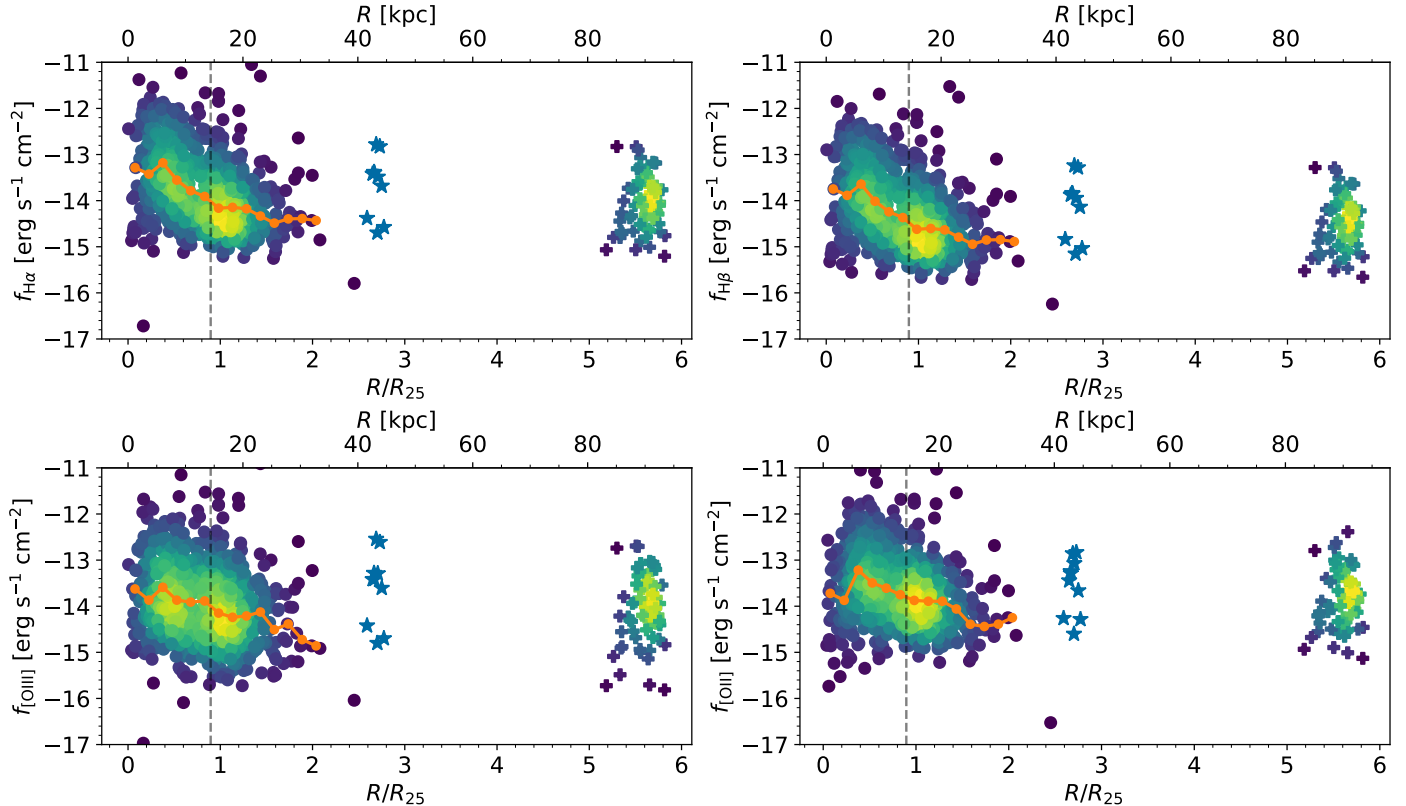 R [kpc]
0 20 40 60 80
−11
−12
−13
−14
−15
−16
−17
f_Hα [erg s⁻¹ cm⁻²]
0 1 2 3 4 5 6
R/R₂₅
R [kpc]
0 20 40 60 80
−11
−12
−13
−14
−15
−16
−17
f_Hβ [erg s⁻¹ cm⁻²]
0 1 2 3 4 5 6
R/R₂₅
R [kpc]
0 20 40 60 80
−11
−12
−13
−14
−15
−16
−17
f_[OIII] [erg s⁻¹ cm⁻²]
0 1 2 3 4 5 6
R/R₂₅
R [kpc]
0 20 40 60 80
−11
−12
−13
−14
−15
−16
−17
f_[OII] [erg s⁻¹ cm⁻²]
0 1 2 3 4 5 6
R/R₂₅